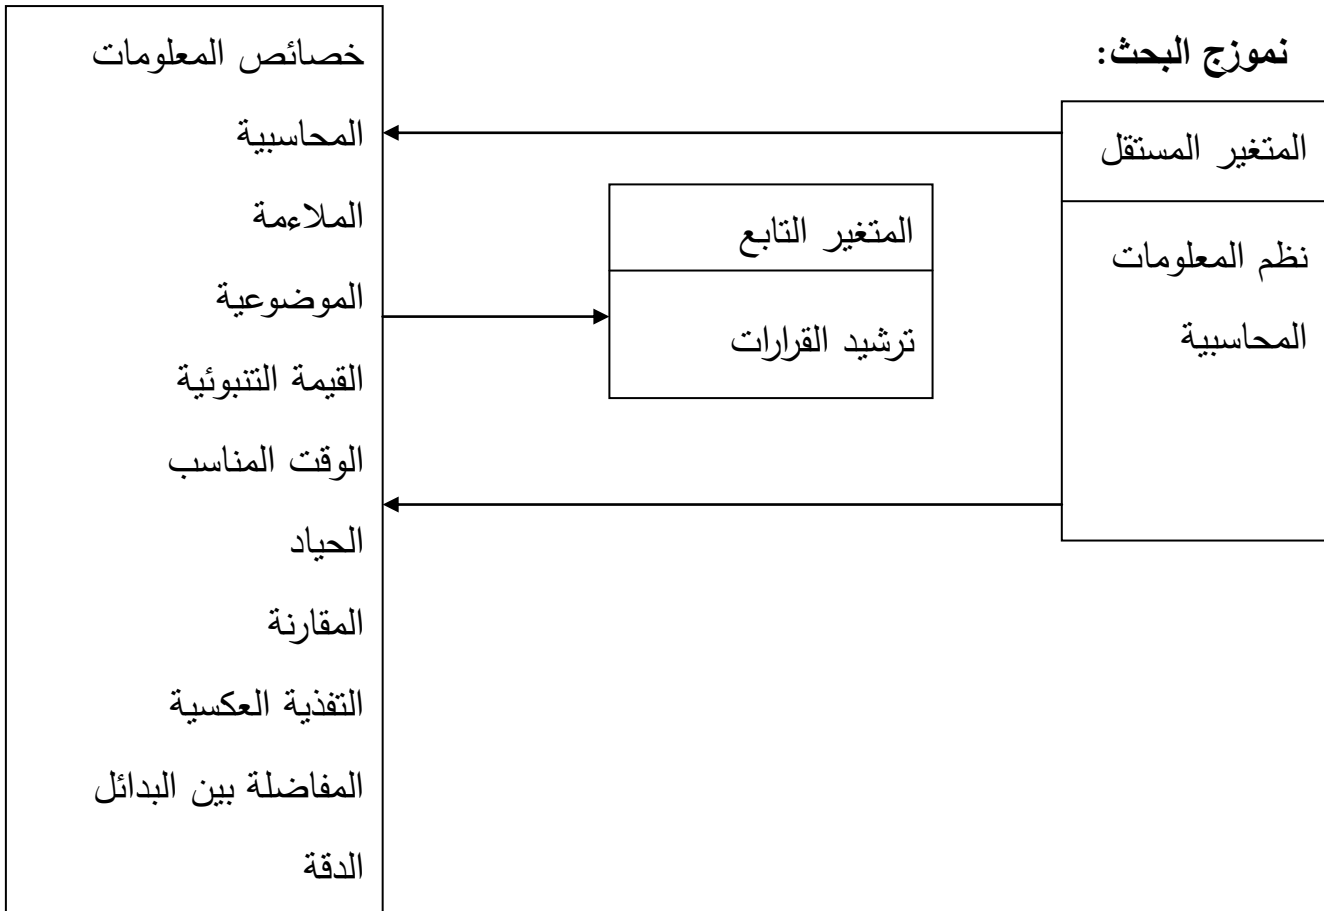 نموزج البحث:
المتغير المستقل
نظم المعلومات
المحاسبية
المتغير التابع
ترشيد القرارات
خصائص المعلومات
المحاسبية
الملاءمة
الموضوعية
القيمة التنبوئية
الوقت المناسب
الحياد
المقارنة
التفذية العكسية
المفاضلة بين البدائل
الدقة